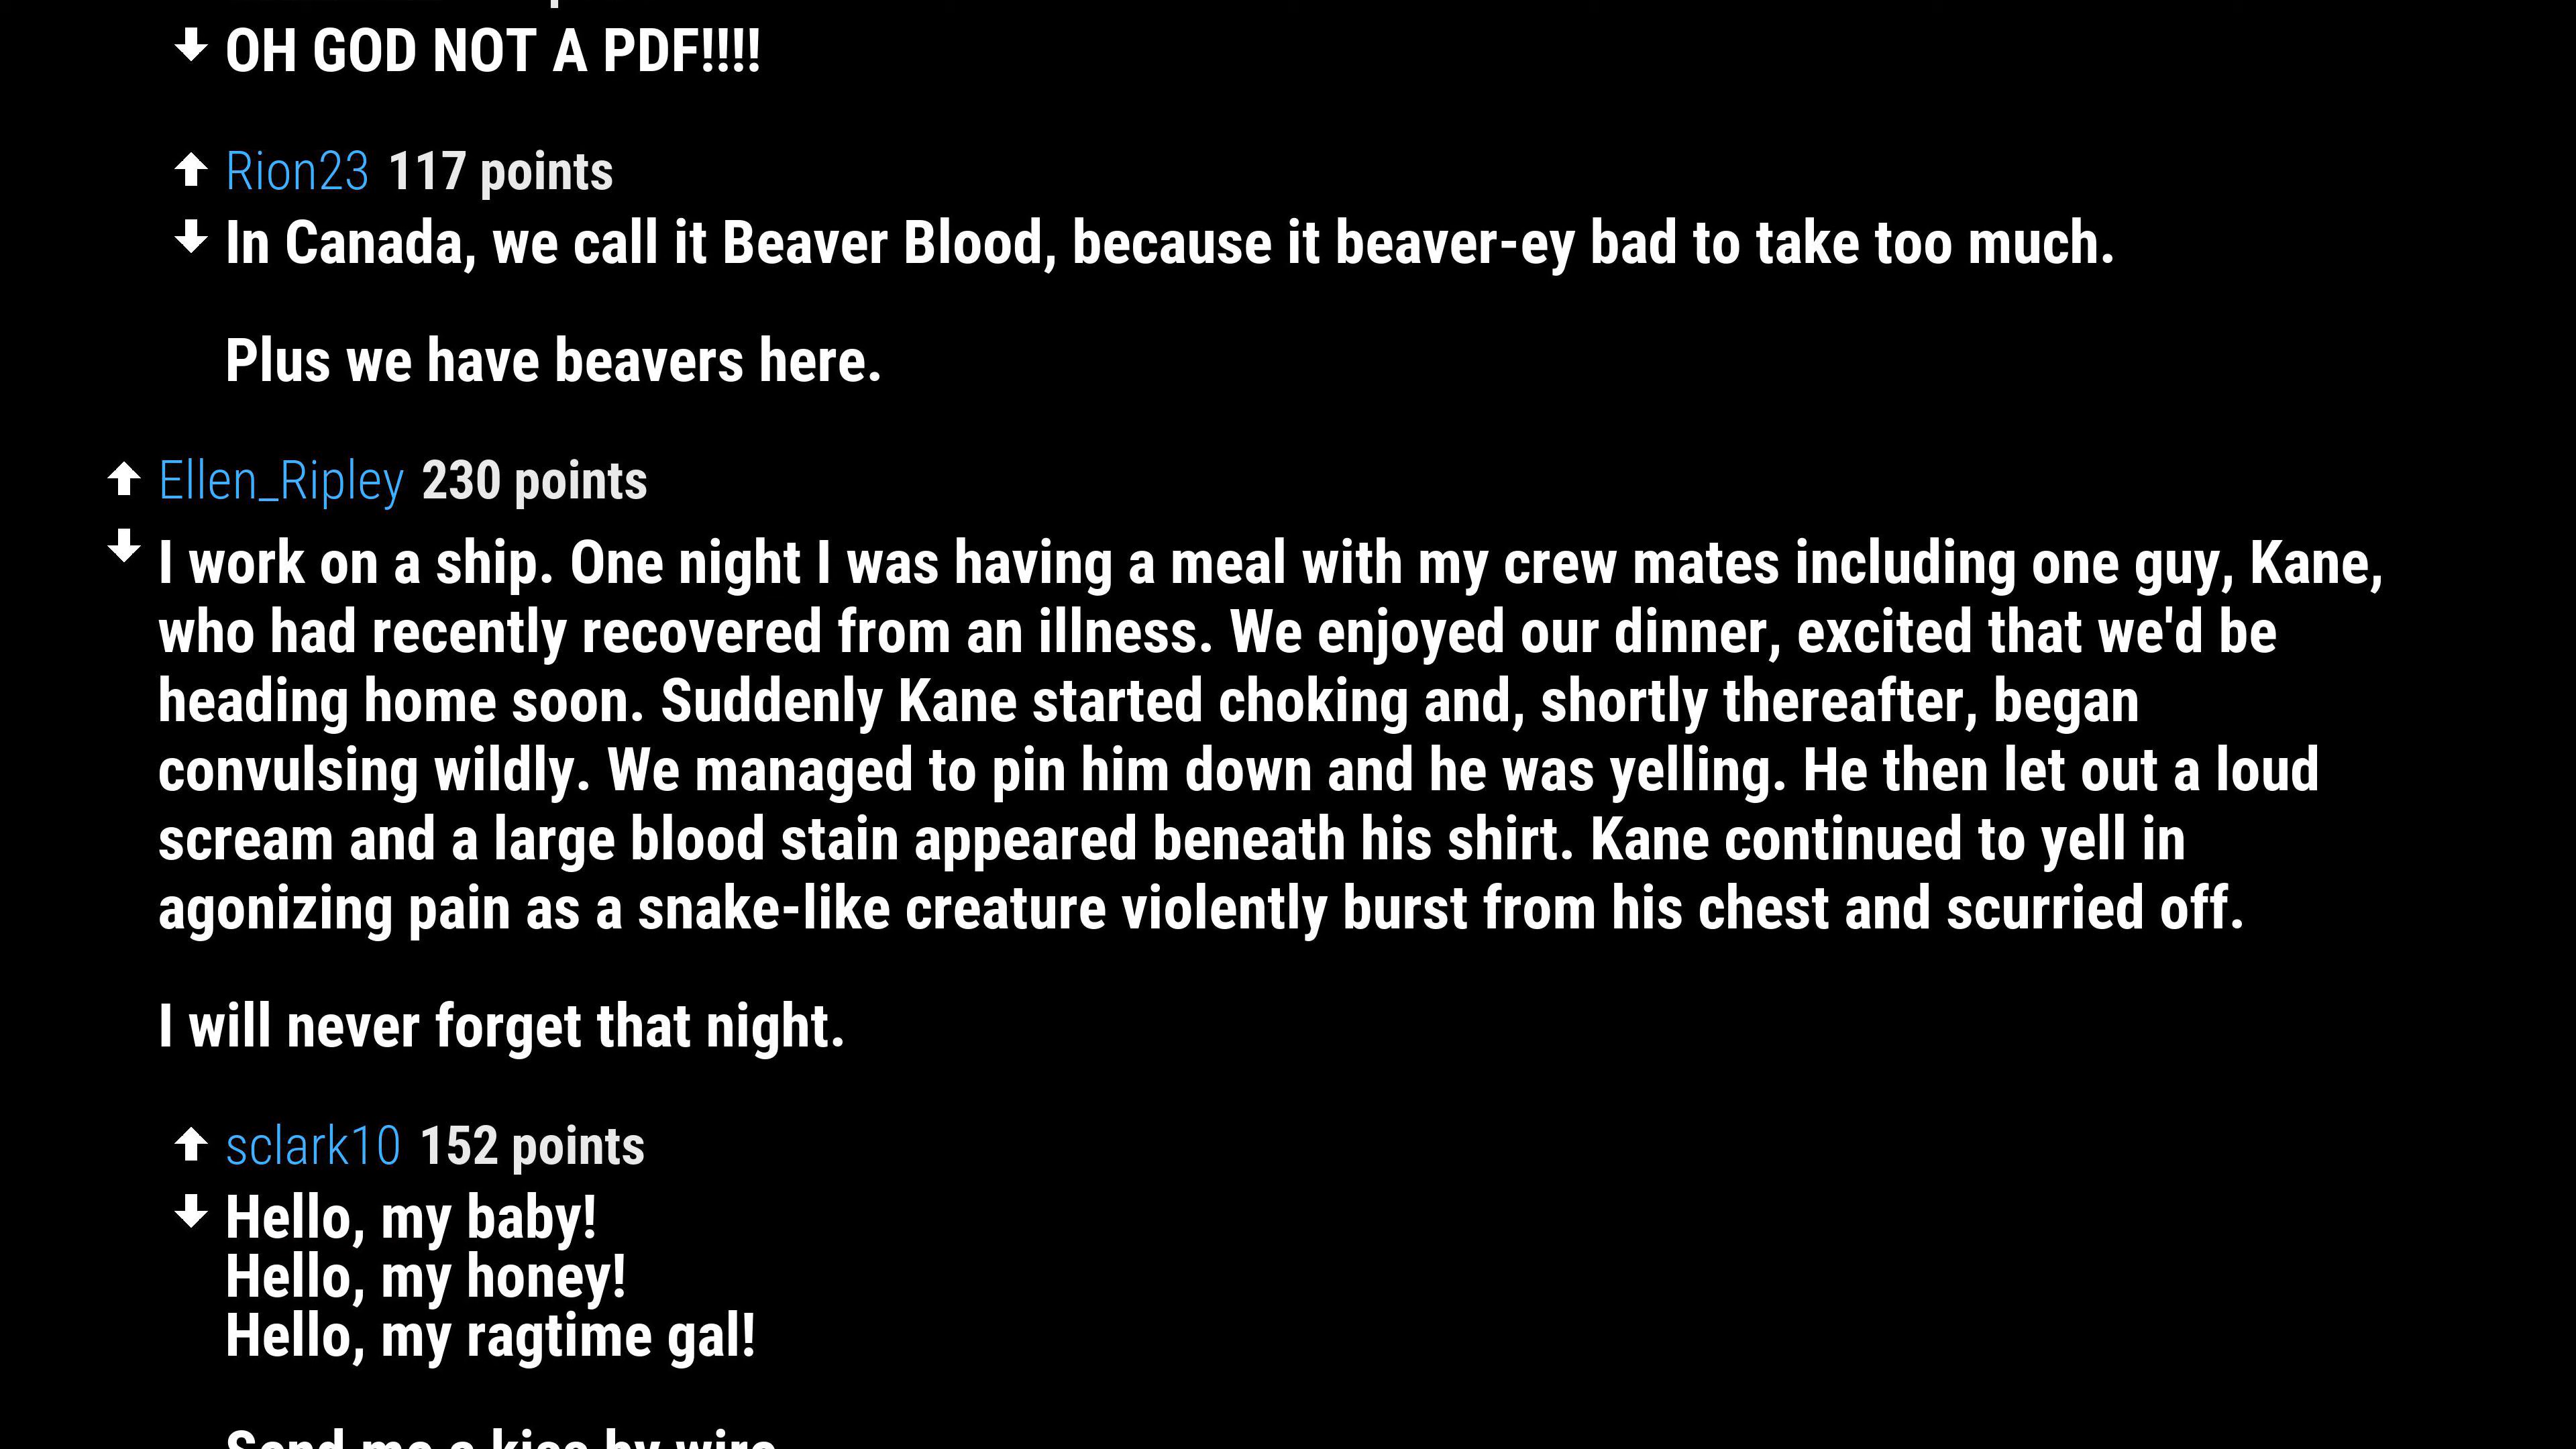 OH GOD NOT A PDF!!!!
Rion23 117 points
In Canada, we call it Beaver Blood, because it beaver-ey bad to take too much.
Plus we have beavers here.
Ellen_Ripley 230 points
I work on a ship. One night I was having a meal with my crew mates including one guy, Kane,
who had recently recovered from an illness. We enjoyed our dinner, excited that we'd be
heading home soon. Suddenly Kane started choking and, shortly thereafter, began
convulsing wildly. We managed to pin him down and he was yelling. He then let out a loud
scream and a large blood stain appeared beneath his shirt. Kane continued to yell in
agonizing pain as a snake-like creature violently burst from his chest and scurried off.
I will never forget that night.
sclark10 152 points
Hello, my baby!
Hello, my honey!
Hello, my ragtime gal!
Send me a kiss by wire